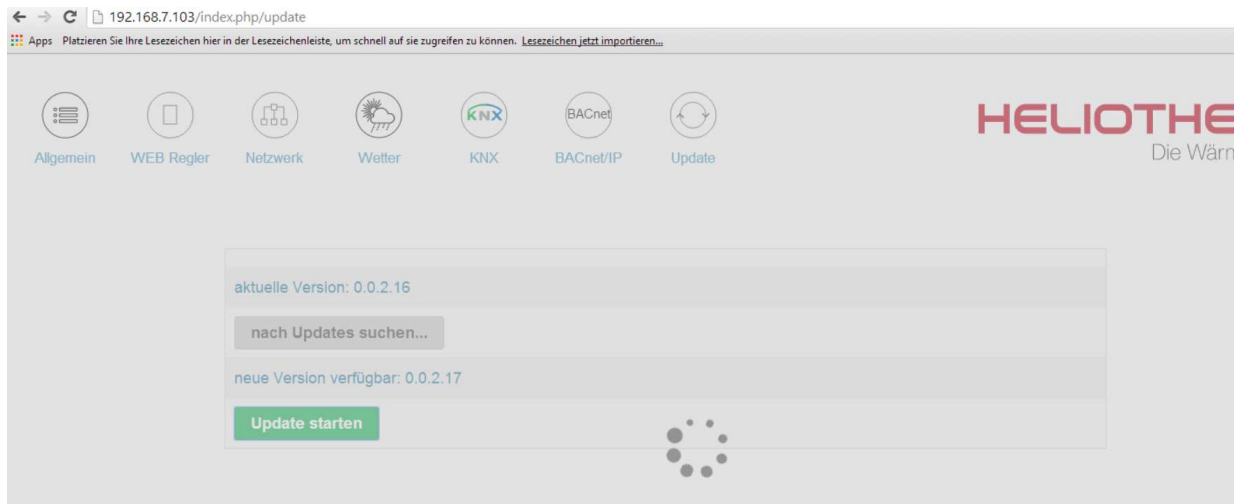 192.168.7.103/index.php/update
Apps Platzieren Sie Ihre Lesezeichen hier in der Lesezeichenleiste, um schnell auf sie zugreifen zu können. Lesezeichen jetzt importieren...
KNX BACnet
HELIOTHE
Die Wärm
Allgemein WEB Regler Netzwerk Wetter KNX BACnet/IP Update
aktuelle Version: 0.0.2.16
nach Updates suchen...
neue Version verfügbar: 0.0.2.17
Update starten